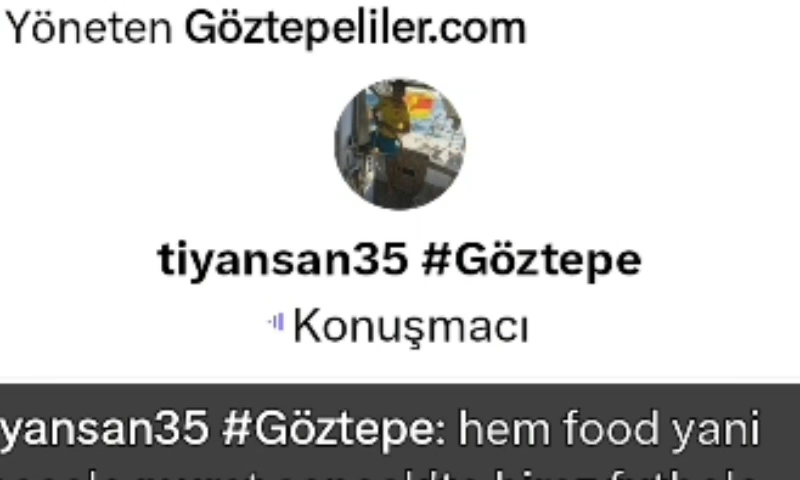 Yöneten Göztepeliler.com
tiyansan35 #Göztepe
Konuşmacı
yansan35 #Göztepe: hem food yani